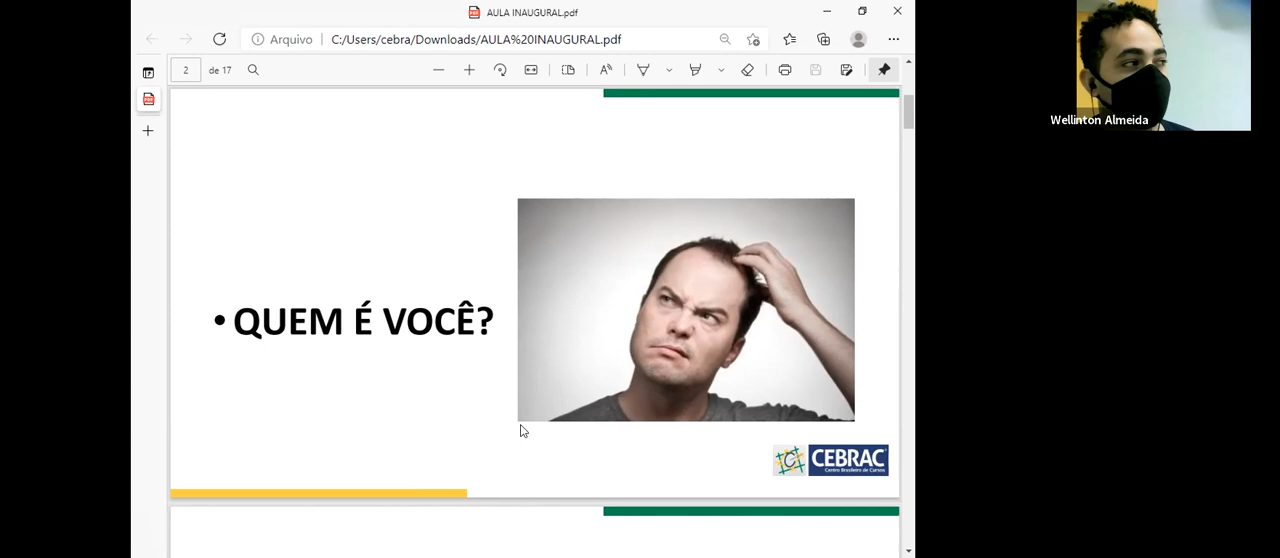 AULA INAUGURAL.pdf
Arquivo C:/Users/cebra/Downloads/AULA%20INAUGURAL.pdf
2 de 17
Wellinton Almeida
• QUEM É VOCÊ?
CEBRAC
Centro Brasileiro de Cursos